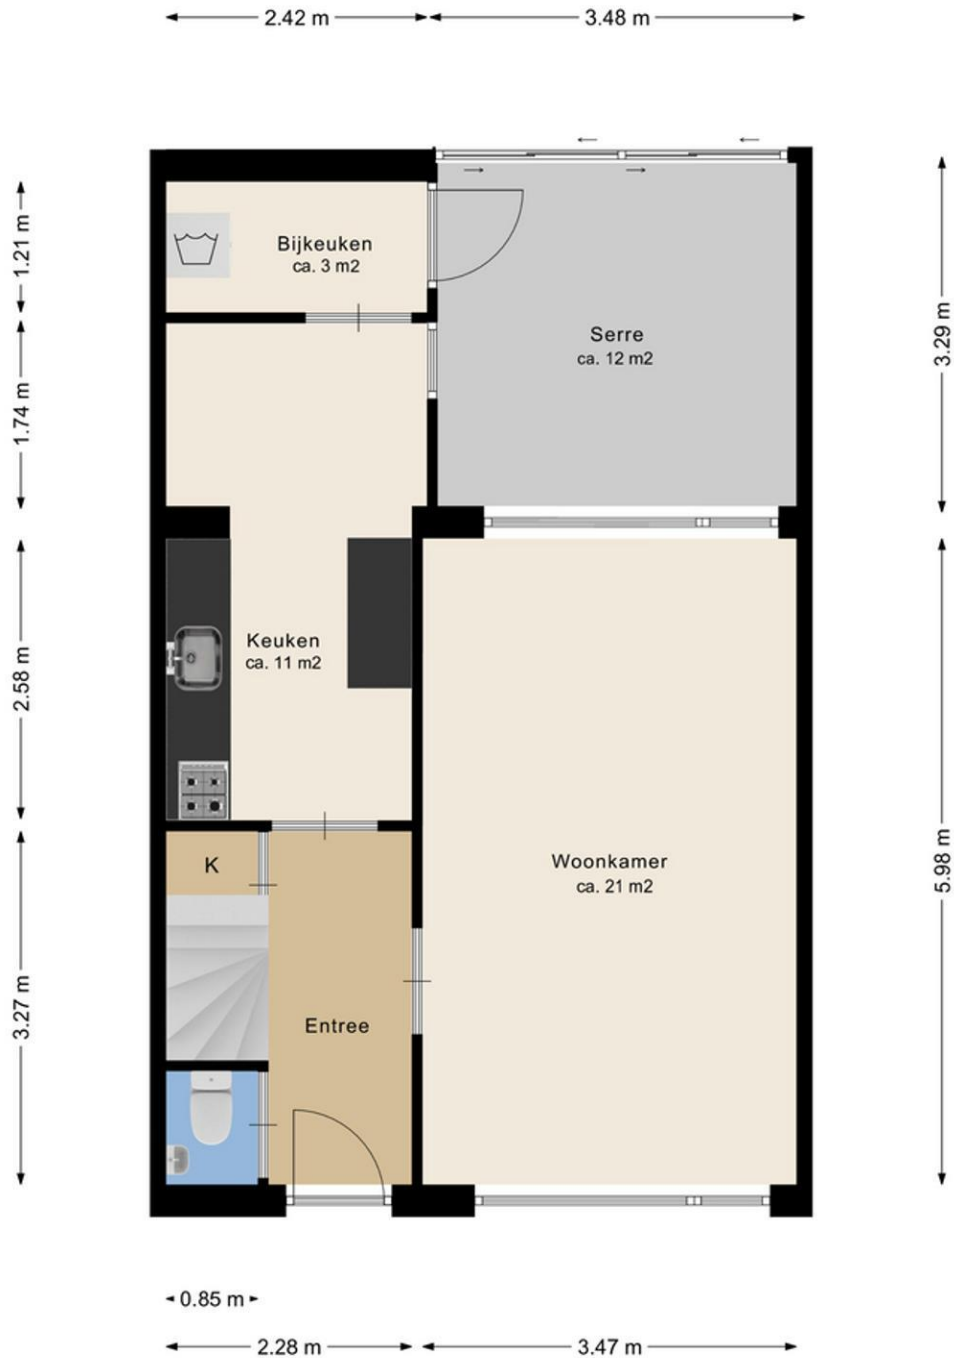 2.42 m
3.48 m
1.21 m
Bijkeuken
ca. 3 m2
3.29 m
Serre
ca. 12 m2
1.74 m
Keuken
ca. 11 m2
2.58 m
Woonkamer
ca. 21 m2
5.98 m
K
3.27 m
Entree
0.85 m
2.28 m
3.47 m